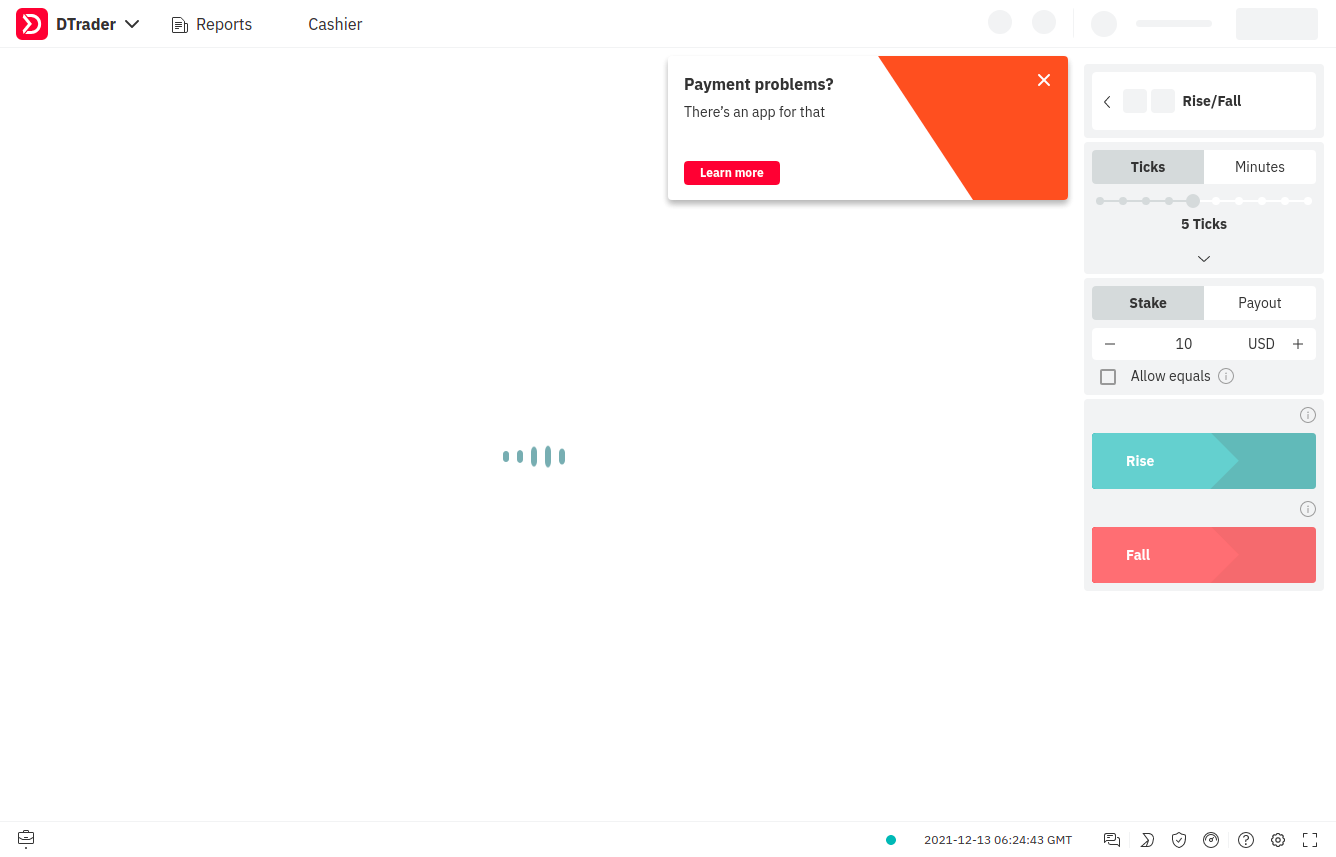 DTrader
Reports
Cashier
Payment problems?
There's an app for that
Learn more
Rise/Fall
Ticks
Minutes
5 Ticks
Stake
Payout
10
USD
Allow equals
Rise
Fall
2021-12-13 06:24:43 GMT